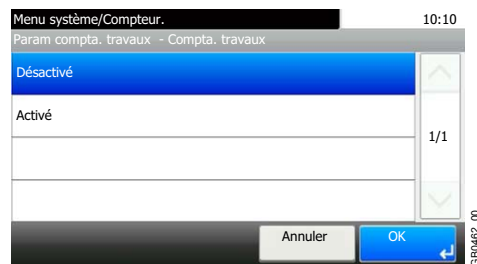 Menu système/Compteur.
10:10
Param compta. travaux - Compta. travaux
Désactivé
Activé
1/1
Annuler
OK
GB0462_00